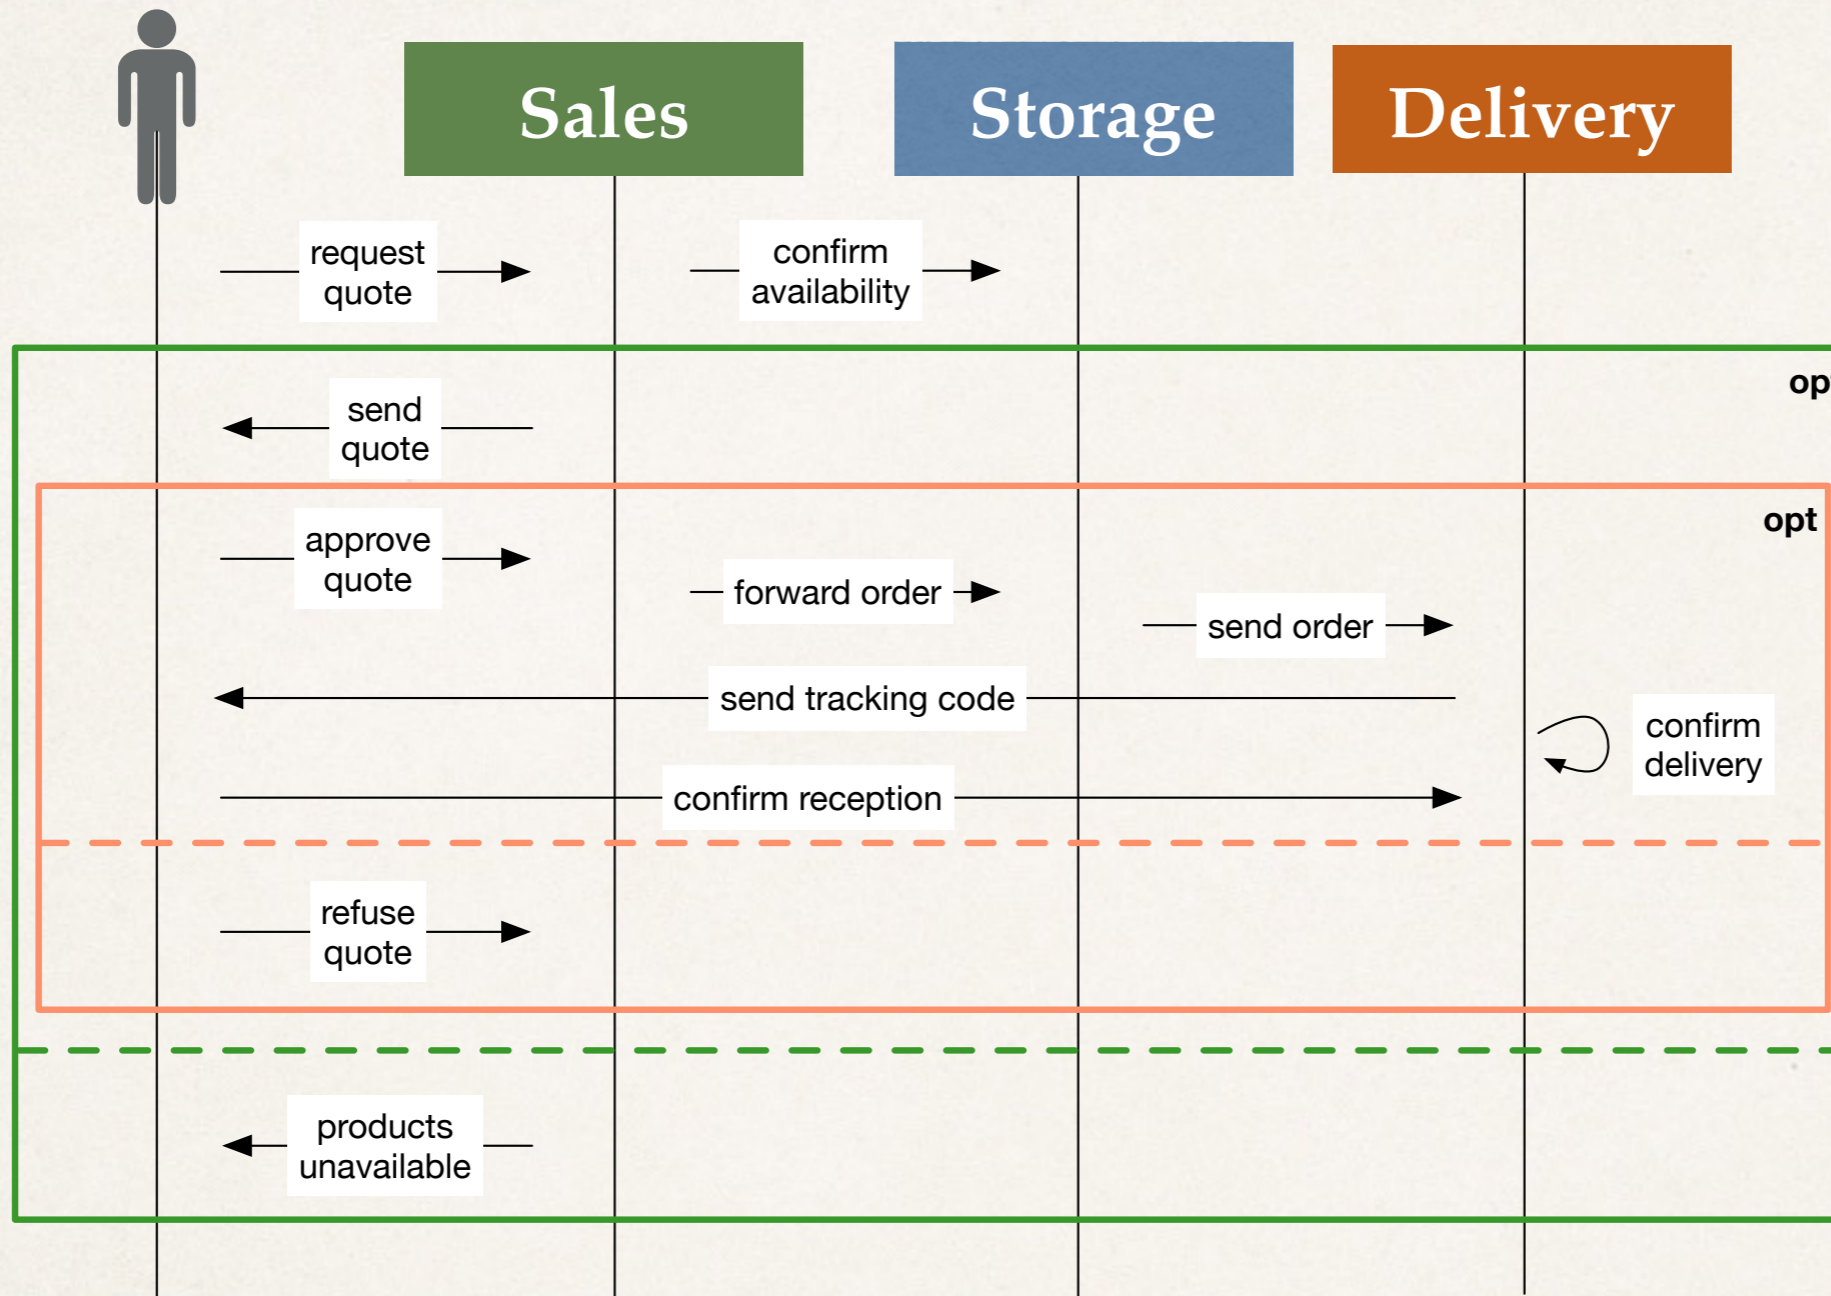 Sales
Storage
Delivery
request
quote
confirm
availability
op
send
quote
opt
approve
quote
forward order
send order
send tracking code
confirm
delivery
confirm reception
refuse
quote
products
unavailable